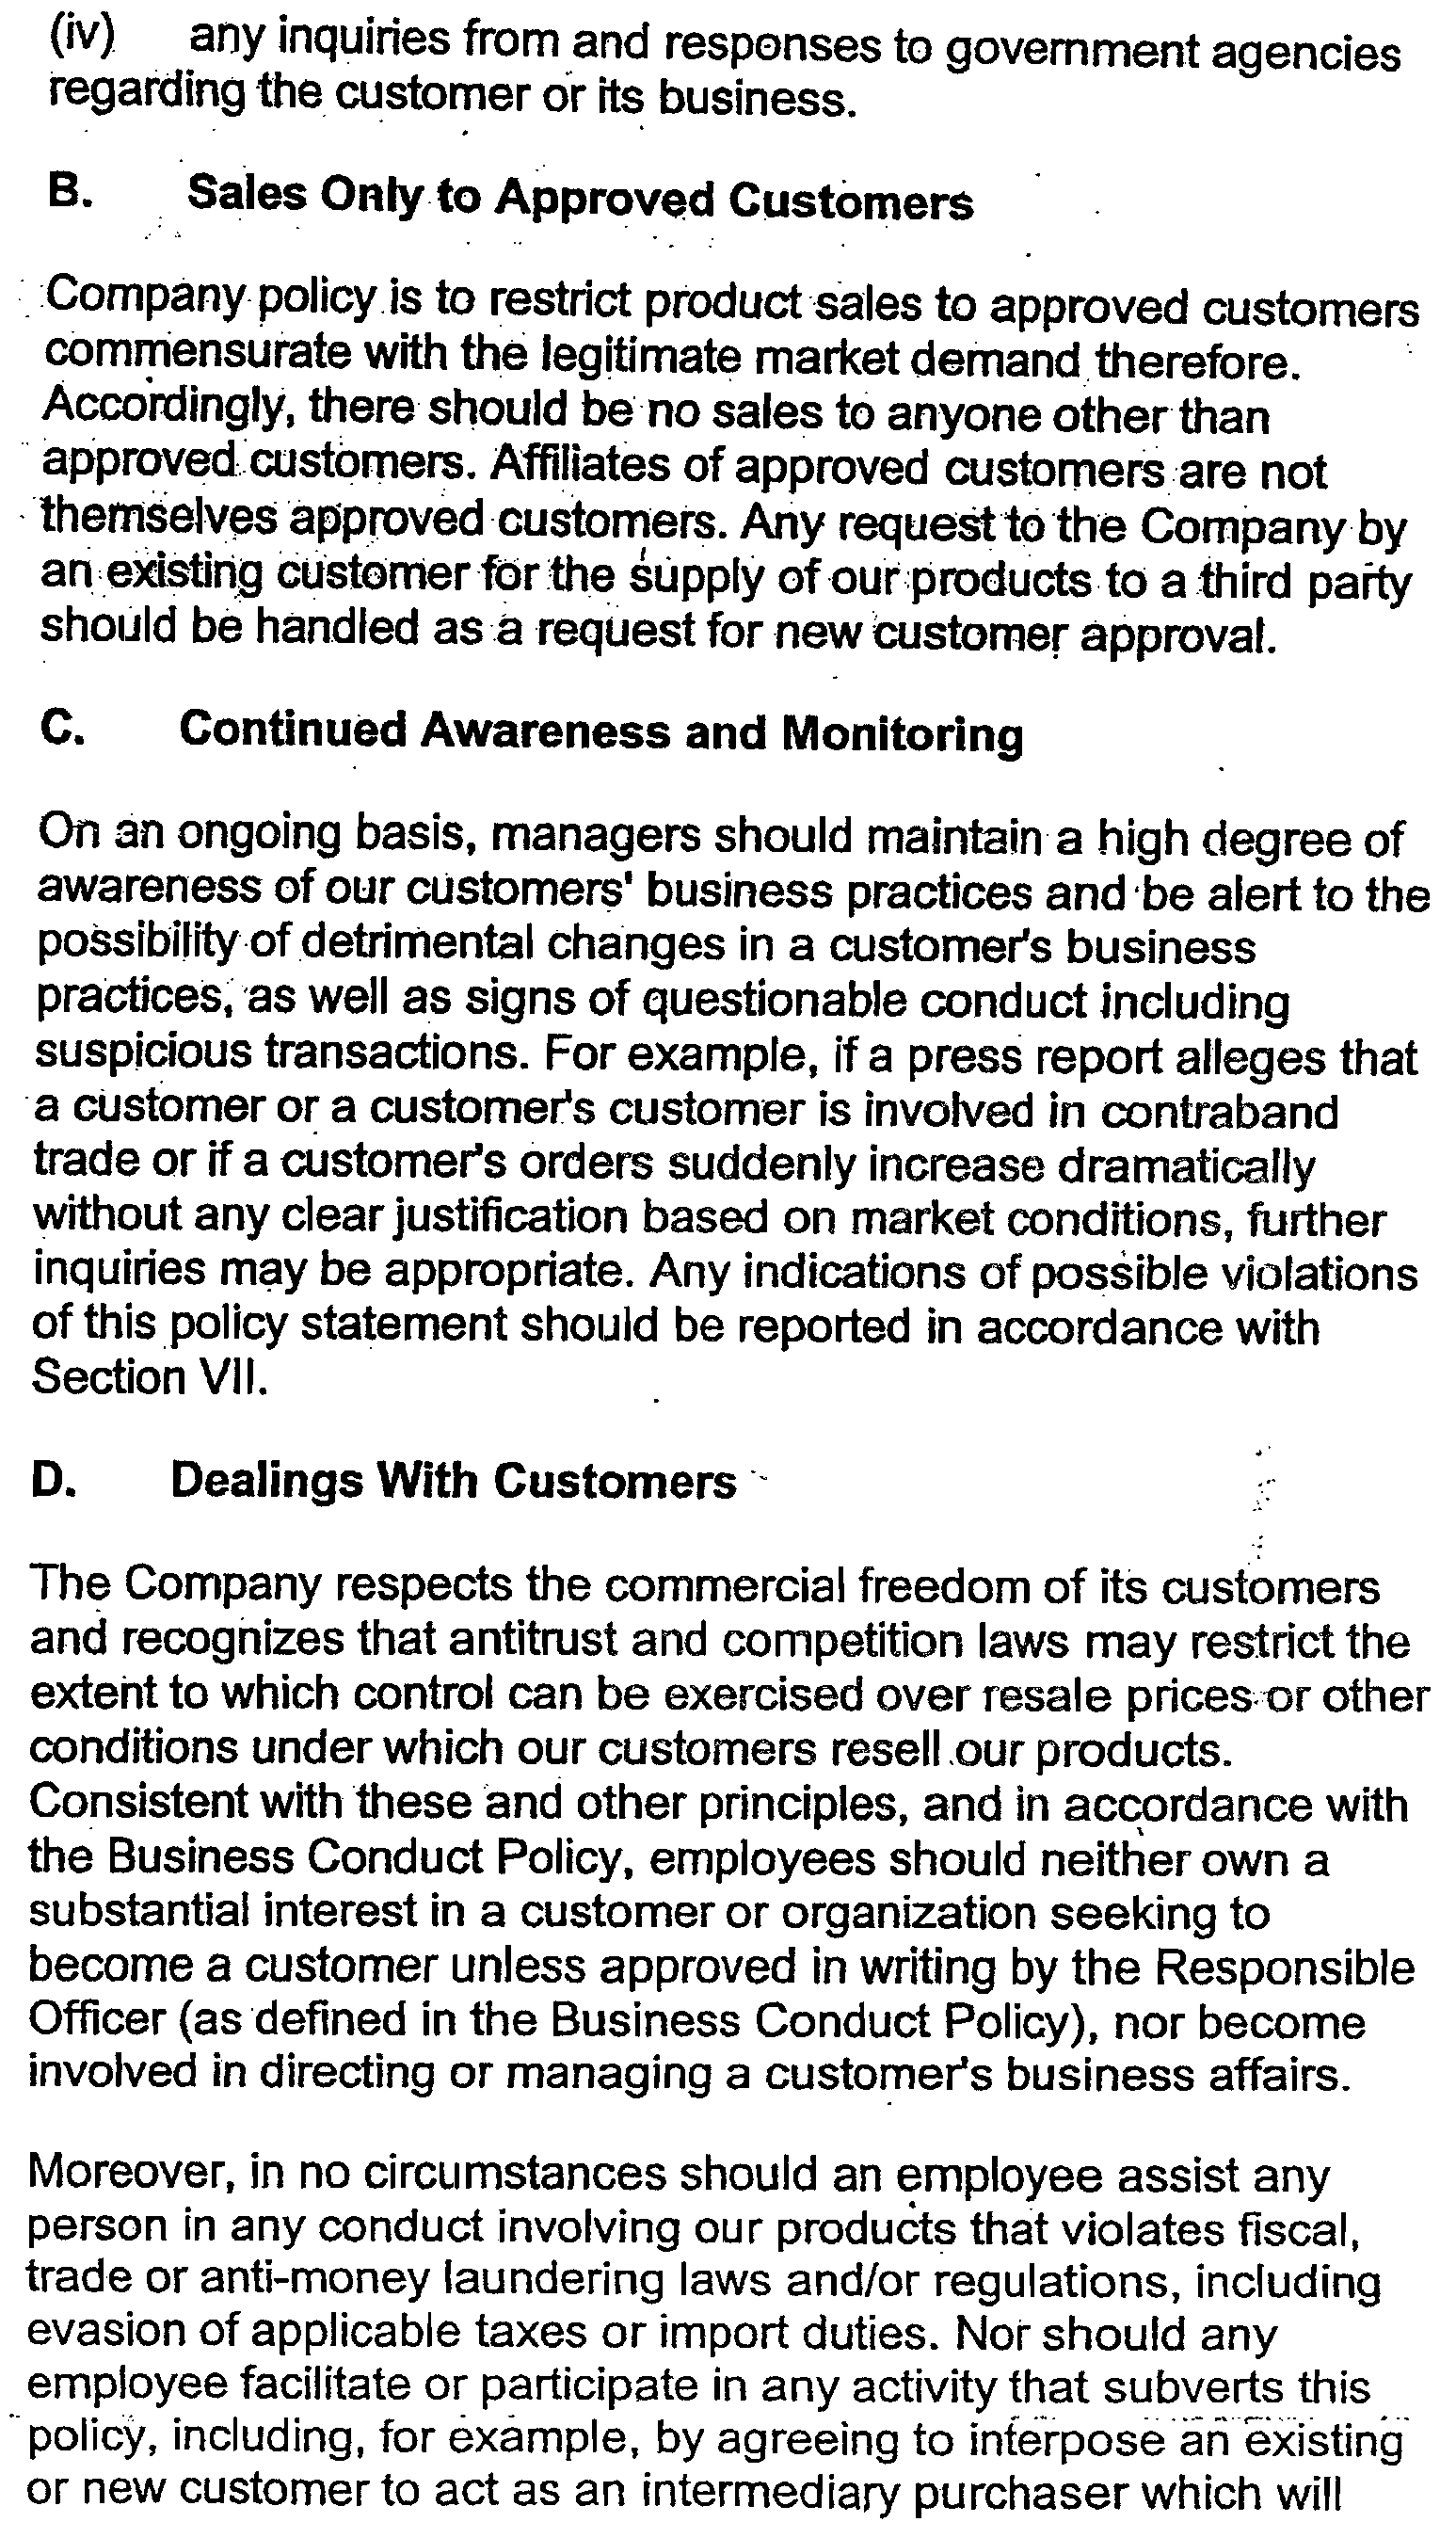 (iv) any inquiries from and responses to government agencies
regarding the customer or its business.
B. Sales Only to Approved Customers
Company policy is to restrict product sales to approved customers
commensurate with the legitimate market demand therefore.
Accordingly, there should be no sales to anyone other than
approved customers. Affiliates of approved customers are not
themselves approved customers. Any request to the Company by
an existing customer for the supply of our products to a third party
should be handled as a request for new customer approval.
C. Continued Awareness and Monitoring
On an ongoing basis, managers should maintain a high degree of
awareness of our customers' business practices and be alert to the
possibility of detrimental changes in a customer's business
practices, as well as signs of questionable conduct including
suspicious transactions. For example, if a press report alleges that
a customer or a customer's customer is involved in contraband
trade or if a customer's orders suddenly increase dramatically
without any clear justification based on market conditions, further
inquiries may be appropriate. Any indications of possible violations
of this policy statement should be reported in accordance with
Section VII.
D. Dealings With Customers
The Company respects the commercial freedom of its customers
and recognizes that antitrust and competition laws may restrict the
extent to which control can be exercised over resale prices or other
conditions under which our customers resell our products.
Consistent with these and other principles, and in accordance with
the Business Conduct Policy, employees should neither own a
substantial interest in a customer or organization seeking to
become a customer unless approved in writing by the Responsible
Officer (as defined in the Business Conduct Policy), nor become
involved in directing or managing a customer's business affairs.
Moreover, in no circumstances should an employee assist any
person in any conduct involving our products that violates fiscal,
trade or anti-money laundering laws and/or regulations, including
evasion of applicable taxes or import duties. Nor should any
employee facilitate or participate in any activity that subverts this
policy, including, for example, by agreeing to interpose an existing
or new customer to act as an intermediary purchaser which will